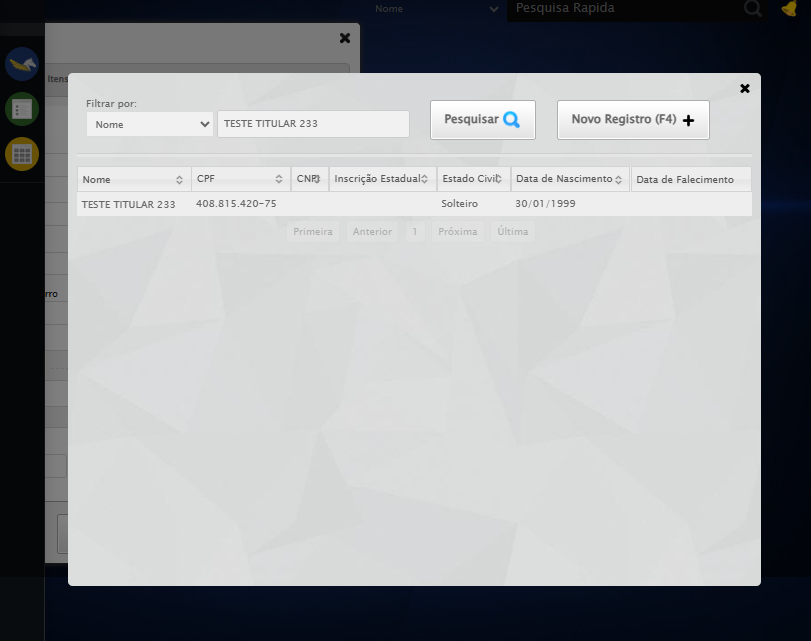 Nome
Pesquisa Rapida
Itens
Filtrar por:
Nome
TESTE TITULAR 233
Pesquisar
Novo Registro (F4)
Nome CPF CNPJ Inscrição Estadual Estado Civil Data de Nascimento Data de Falecimento
TESTE TITULAR 233 408.815.420-75 Solteiro 30/01/1999
Primeira Anterior 1 Próxima Última
rro